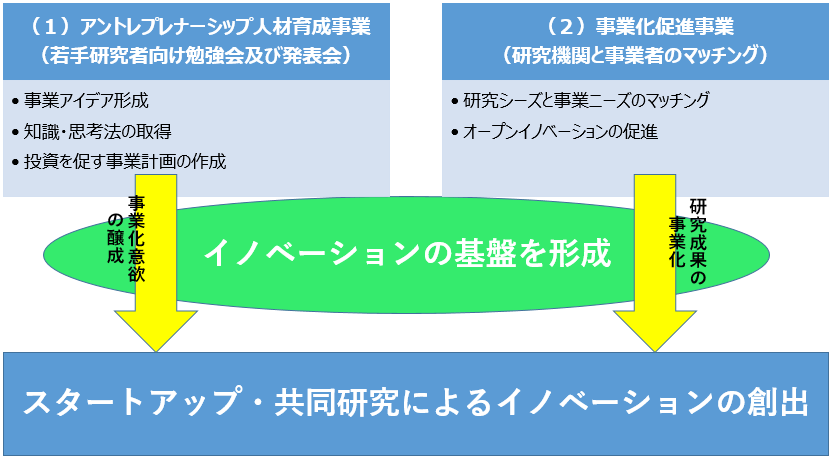 （１）アントレプレナーシップ人材育成事業
（若手研究者向け勉強会及び発表会）
• 事業アイデア形成
• 知識・思考法の取得
• 投資を促す事業計画の作成
（２）事業化促進事業
（研究機関と事業者のマッチング）
• 研究シーズと事業ニーズのマッチング
• オープンイノベーションの促進
事業化意欲
の醸成
イノベーションの基盤を形成
研究成果の
事業化
スタートアップ・共同研究によるイノベーションの創出